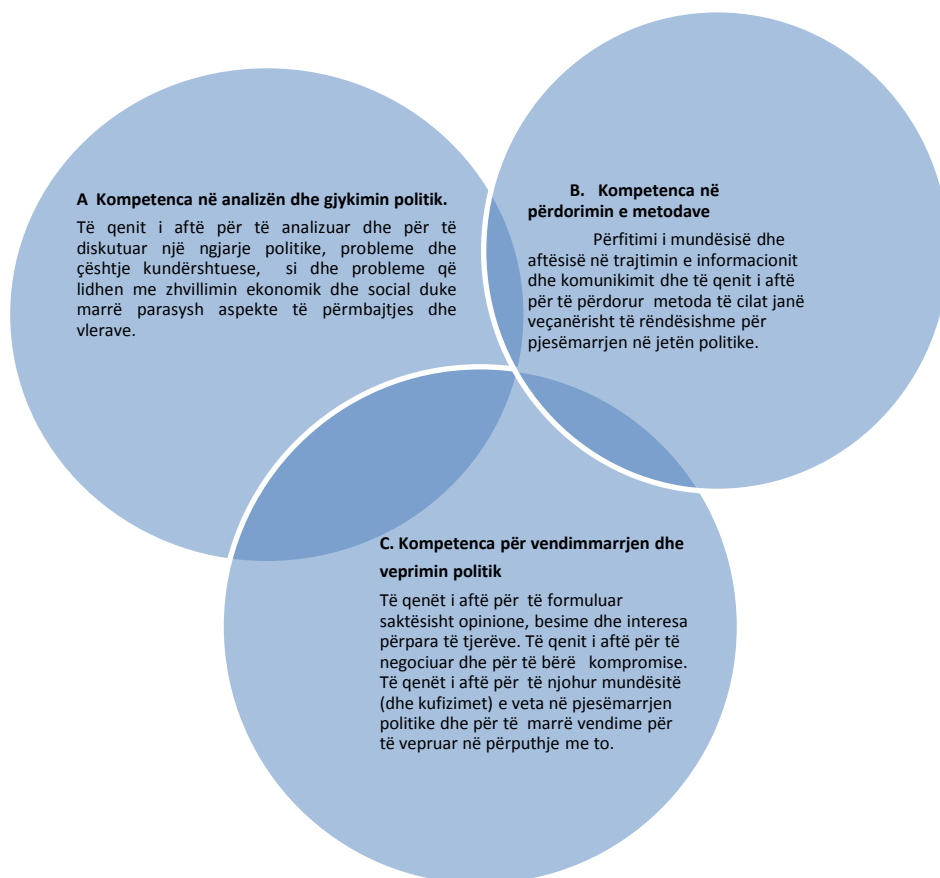 A Kompetenca në analizën dhe gjykimin politik.
Të qenit i aftë për të analizuar dhe për të
diskutuar një ngjarje politike, probleme dhe
çështje kundërshtuese, si dhe probleme që
lidhen me zhvillimin ekonomik dhe social duke
marrë parasysh aspekte të përmbajtjes dhe
vlerave.
B. Kompetenca në
përdorimin e metodave
Përfitimi i mundësisë dhe
aftësisë në trajtimin e informacionit
dhe komunikimit dhe të qenit i aftë
për të përdorur metoda të cilat janë
veçanërisht të rëndësishme për
pjesëmarrjen në jetën politike.
C. Kompetenca për vendimmarrjen dhe
veprimin politik
Të qenët i aftë për të formuluar
saktësisht opinione, besime dhe interesa
përpara të tjerëve. Të qenit i aftë për të
negociuar dhe për të bërë kompromise.
Të qenët i aftë për të njohur mundësitë
(dhe kufizimet) e veta në pjesëmarrjen
politike dhe për të marrë vendime për
të vepruar në përputhje me to.